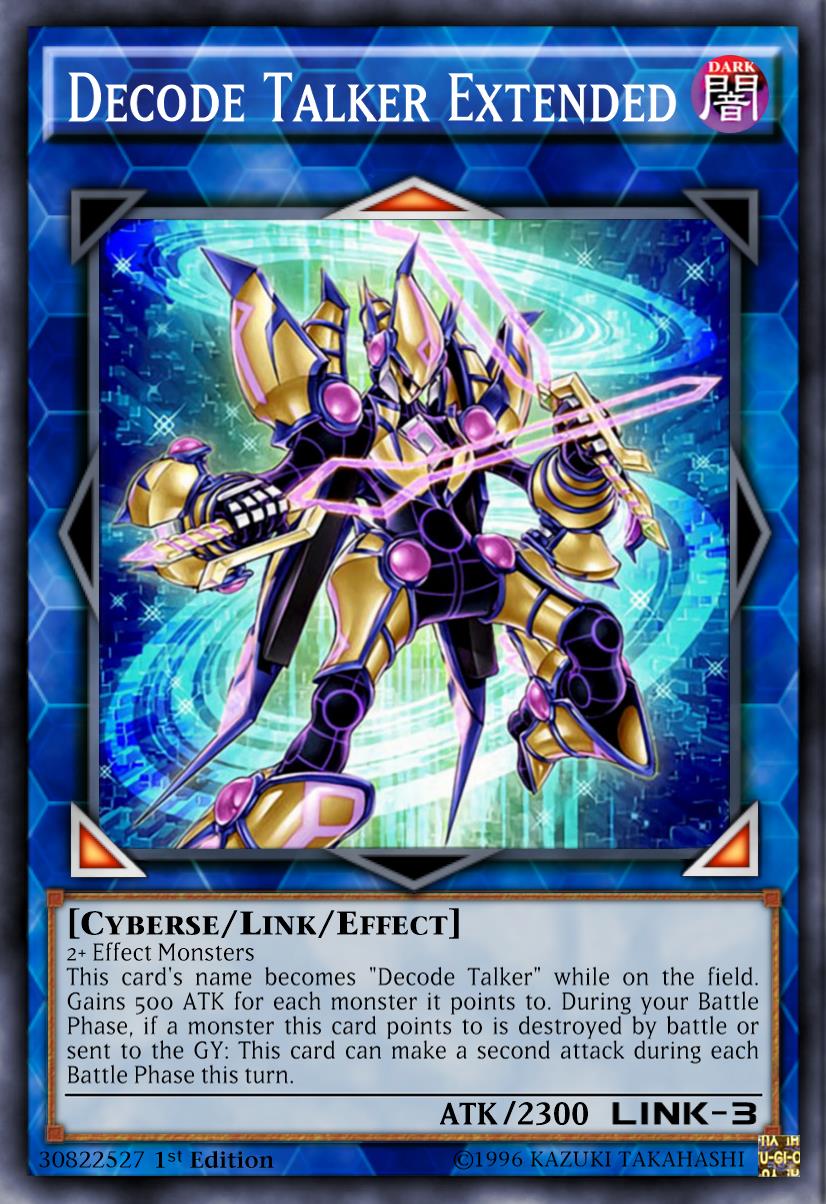 Decode Talker Extended
DARK
闇
[Cyberse/Link/Effect]
2+ Effect Monsters
This card's name becomes "Decode Talker" while on the field.
Gains 500 ATK for each monster it points to. During your Battle
Phase, if a monster this card points to is destroyed by battle or
sent to the GY: This card can make a second attack during each
Battle Phase this turn.
ATK/2300 LINK-3
30822527 1st Edition ©1996 KAZUKI TAKAHASHI